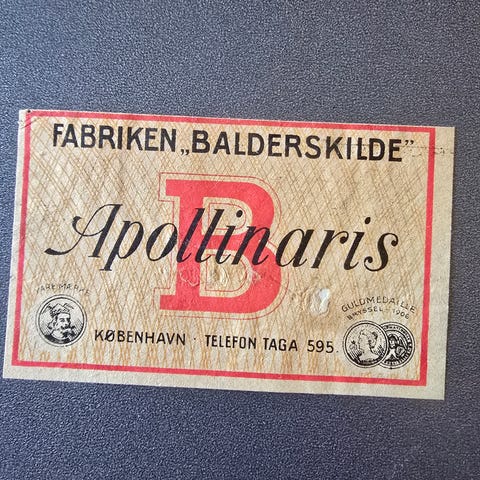 FABRIKEN „BALDERSKILDE”
B
Apollinaris
VAREMÆRKE
GULDMEDAILLE
BRYSSEL - 1906
KØBENHAVN · TELEFON TAGA 595.